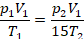 p₁V₁/T₁ = p₂V₁/15T₂